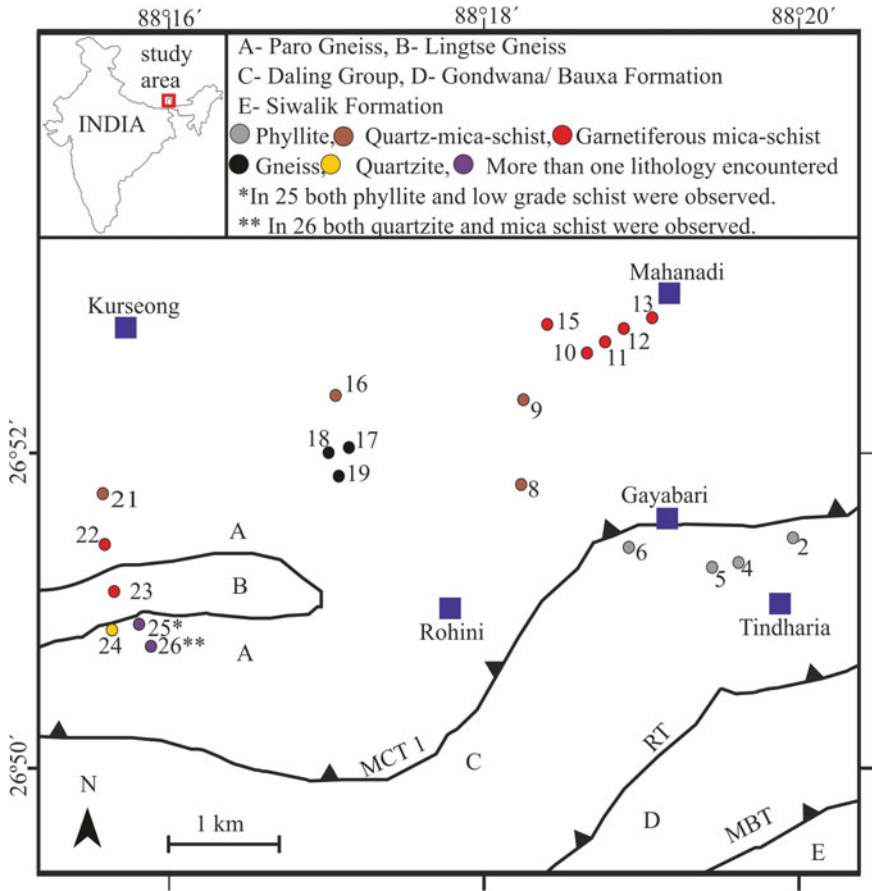 88°16′ 88°18′ 88°20′
study
area
INDIA
A- Paro Gneiss, B- Lingtse Gneiss
C- Daling Group, D- Gondwana/ Bauxa Formation
E- Siwalik Formation
Phyllite, Quartz-mica-schist, Garnetiferous mica-schist
Gneiss, Quartzite, More than one lithology encountered
*In 25 both phyllite and low grade schist were observed.
** In 26 both quartzite and mica schist were observed.
Mahanadi
Kurseong
13
15
12
11
10
16
9
26°52′
18 17
19
8
21
Gayabari
22
A
6
2
4
5
B
23
Rohini
Tindharia
25*
24
26**
A
MCT 1
C
RT
26°50′
N
1 km
D
MBT
E